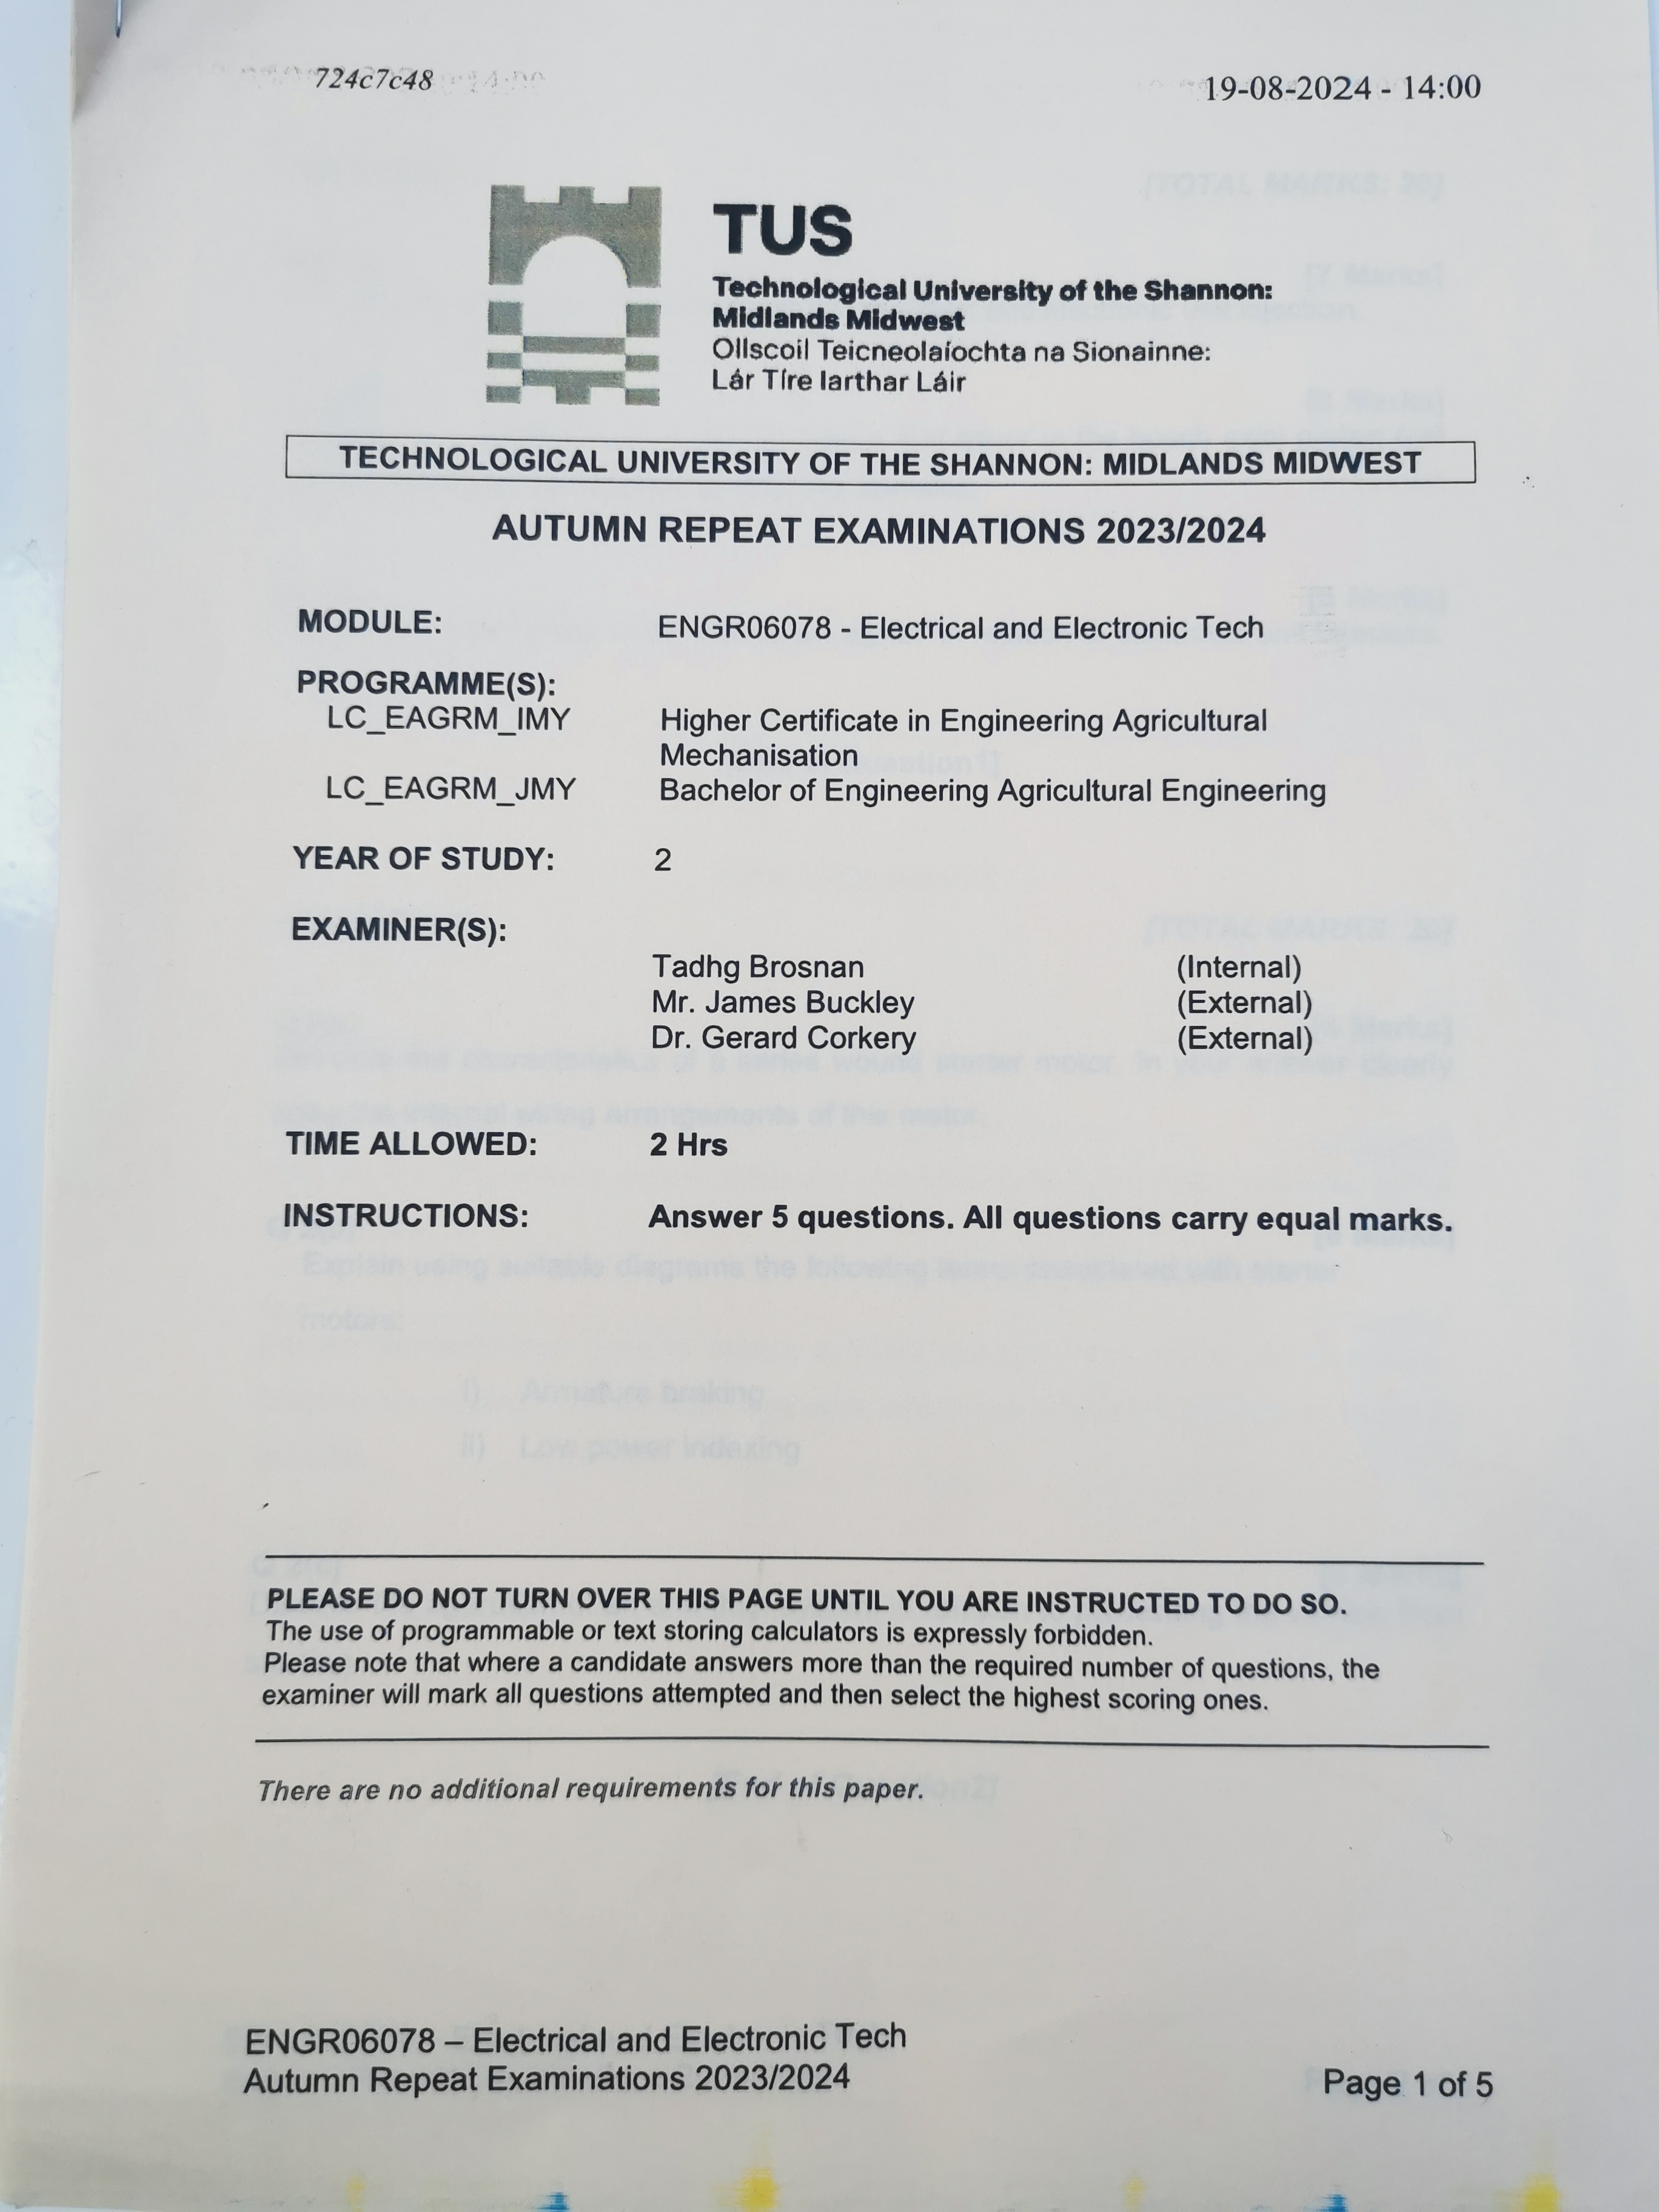 724c7c48 19-08-2024 - 14:00
TUS
Technological University of the Shannon:
Midlands Midwest
Ollscoil Teicneolaíochta na Sionainne:
Lár Tíre Iarthar Láir
TECHNOLOGICAL UNIVERSITY OF THE SHANNON: MIDLANDS MIDWEST
AUTUMN REPEAT EXAMINATIONS 2023/2024
MODULE: ENGR06078 - Electrical and Electronic Tech
PROGRAMME(S):
LC_EAGRM_IMY Higher Certificate in Engineering Agricultural
Mechanisation
LC_EAGRM_JMY Bachelor of Engineering Agricultural Engineering
YEAR OF STUDY: 2
EXAMINER(S):
Tadhg Brosnan (Internal)
Mr. James Buckley (External)
Dr. Gerard Corkery (External)
TIME ALLOWED: 2 Hrs
INSTRUCTIONS: Answer 5 questions. All questions carry equal marks.
PLEASE DO NOT TURN OVER THIS PAGE UNTIL YOU ARE INSTRUCTED TO DO SO.
The use of programmable or text storing calculators is expressly forbidden.
Please note that where a candidate answers more than the required number of questions, the
examiner will mark all questions attempted and then select the highest scoring ones.
There are no additional requirements for this paper.
ENGR06078 – Electrical and Electronic Tech
Autumn Repeat Examinations 2023/2024 Page 1 of 5